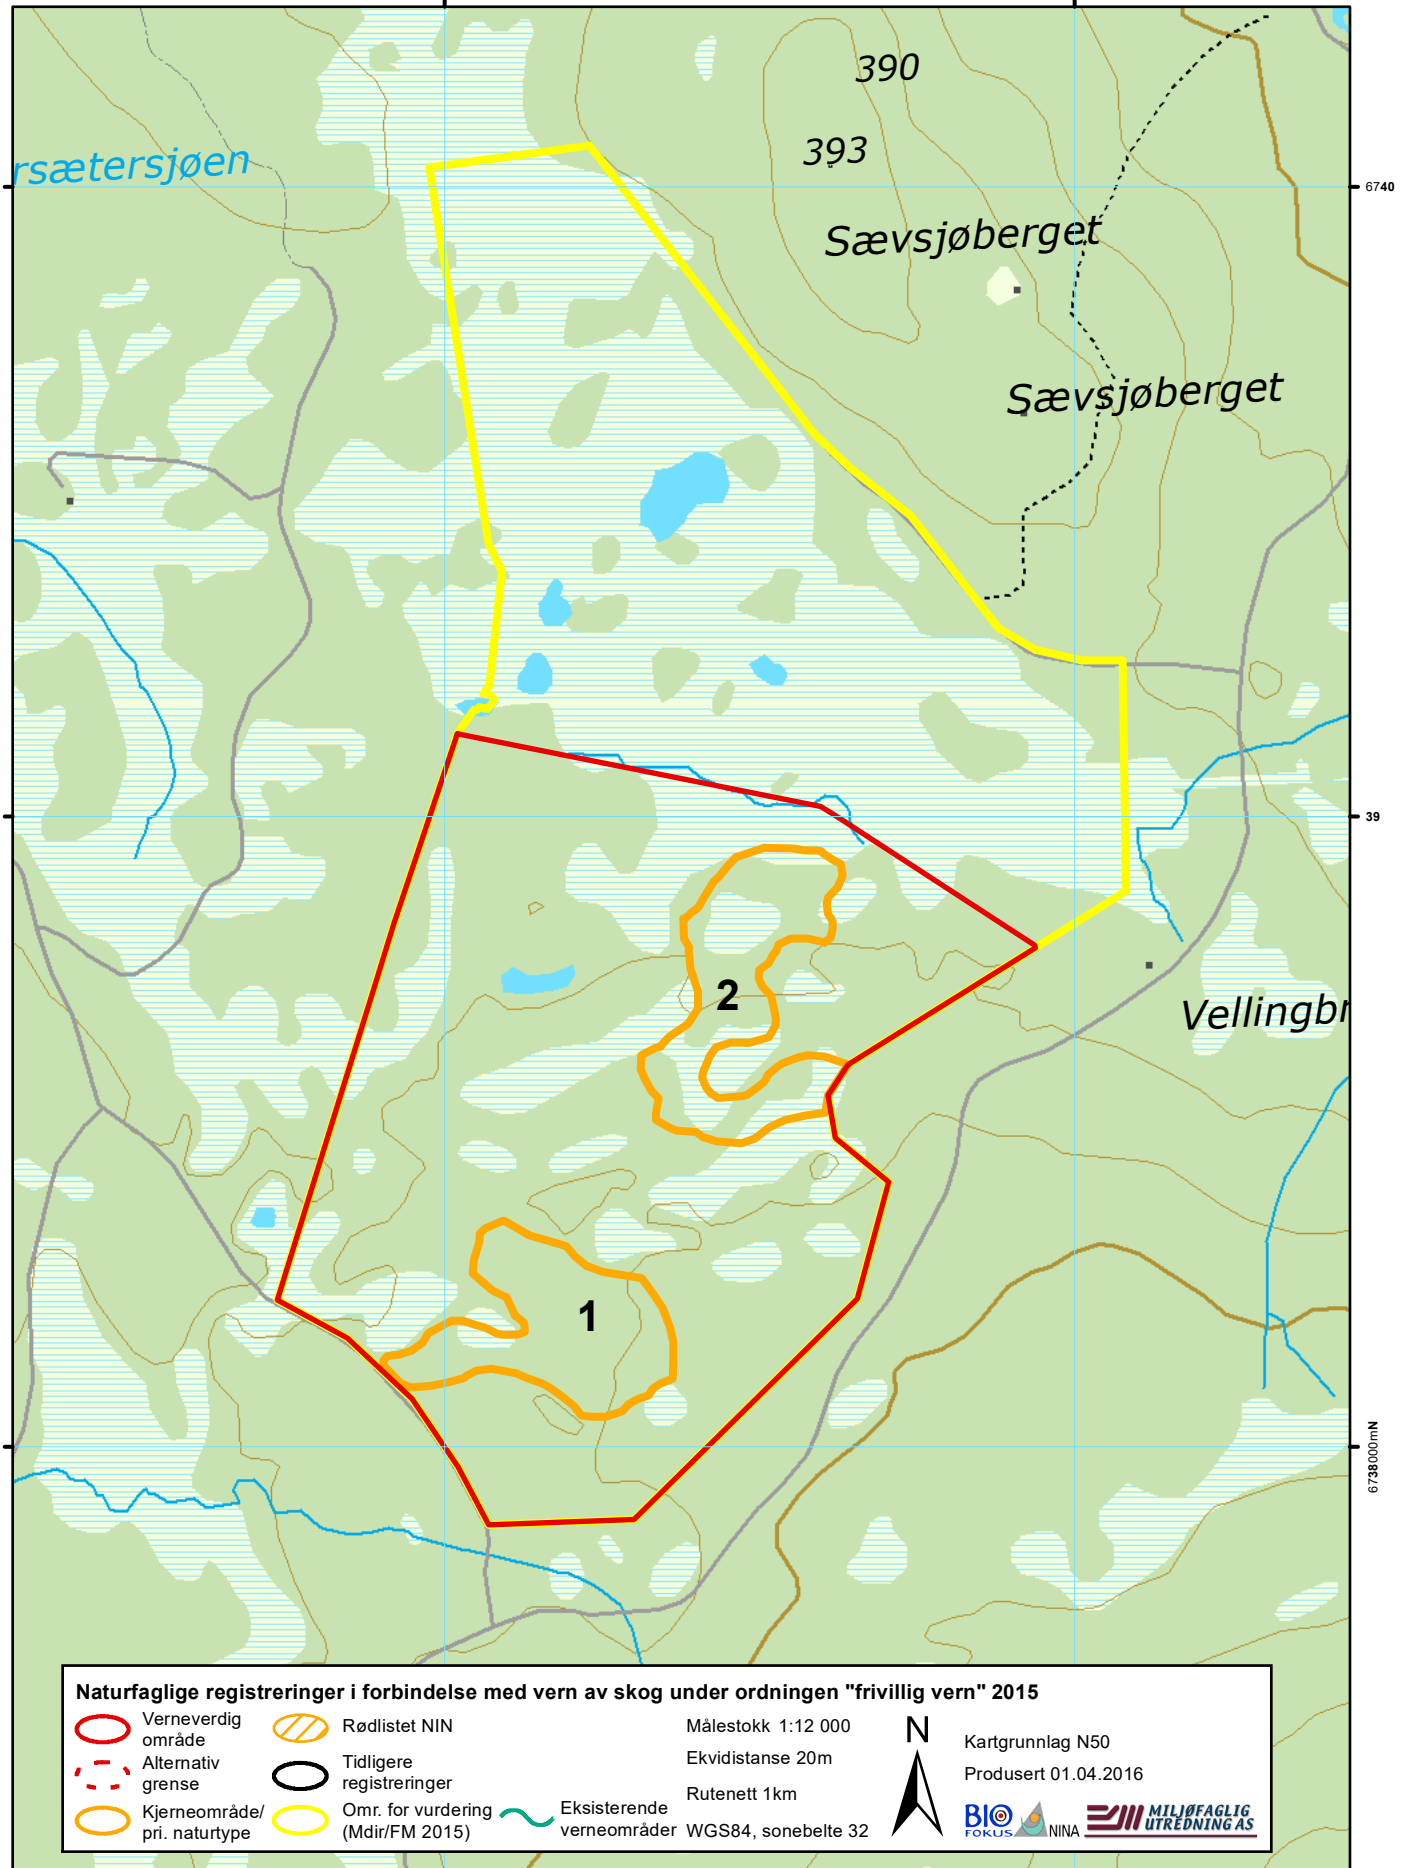 390
393
rsætersjøen
6740
Sævsjøberget
Sævsjøberget
39
2
Vellingbr
1
6738000mN
Naturfaglige registreringer i forbindelse med vern av skog under ordningen "frivillig vern" 2015
Verneverdig
område
Alternativ
grense
Kjerneområde/
pri. naturtype
Rødlistet NIN
Tidligere
registreringer
Omr. for vurdering
(Mdir/FM 2015)
Eksisterende
verneområder
Målestokk 1:12 000
Ekvidistanse 20m
Rutenett 1km
WGS84, sonebelte 32
N
Kartgrunnlag N50
Produsert 01.04.2016
BIO
FOKUS
NINA
MILJØFAGLIG
UTREDNING AS